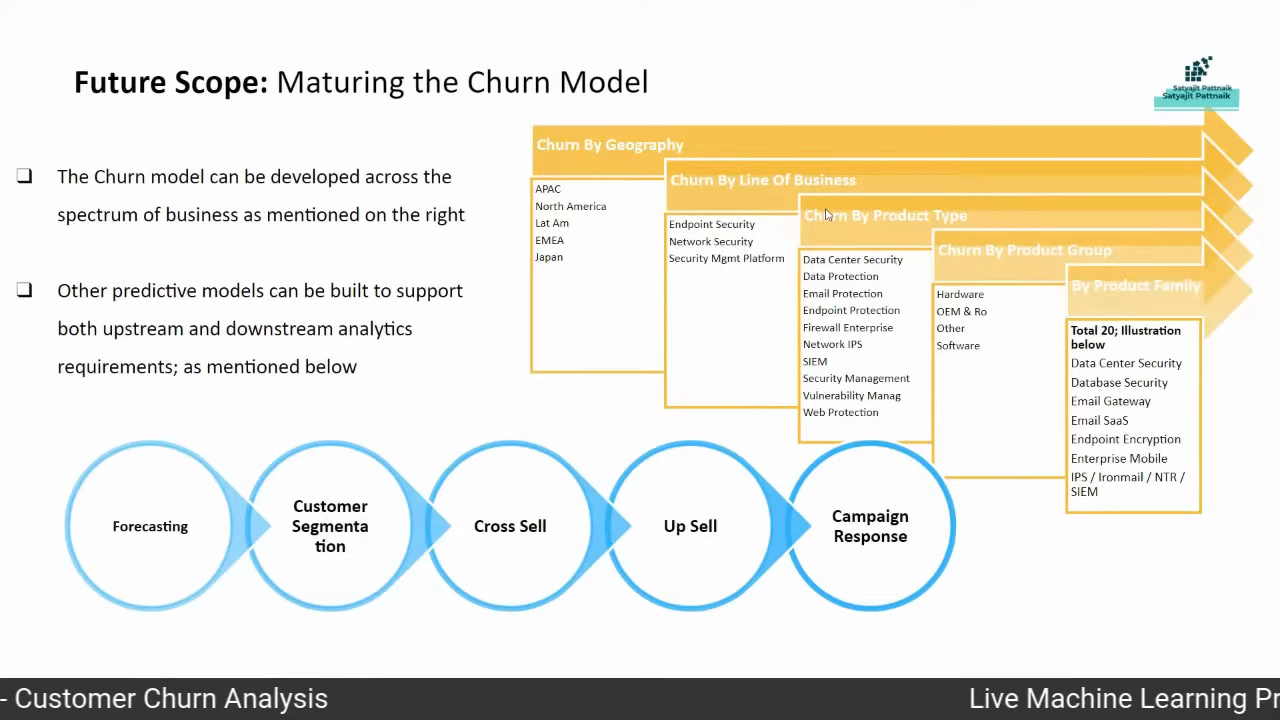 Future Scope: Maturing the Churn Model
Satyajit Pattnaik
Satyajit Pattnaik
❑ The Churn model can be developed across the
spectrum of business as mentioned on the right
❑ Other predictive models can be built to support
both upstream and downstream analytics
requirements; as mentioned below
Churn By Geography
APAC
North America
Lat Am
EMEA
Japan
Churn By Line Of Business
Endpoint Security
Network Security
Security Mgmt Platform
Churn By Product Type
Data Center Security
Data Protection
Email Protection
Endpoint Protection
Firewall Enterprise
Network IPS
SIEM
Security Management
Vulnerability Manag
Web Protection
Churn By Product Group
Hardware
OEM & Ro
Other
Software
By Product Family
Total 20; Illustration
below
Data Center Security
Database Security
Email Gateway
Email SaaS
Endpoint Encryption
Enterprise Mobile
IPS / Ironmail / NTR /
SIEM
Forecasting
Customer
Segmenta
tion
Cross Sell
Up Sell
Campaign
Response
- Customer Churn Analysis
Live Machine Learning Pr